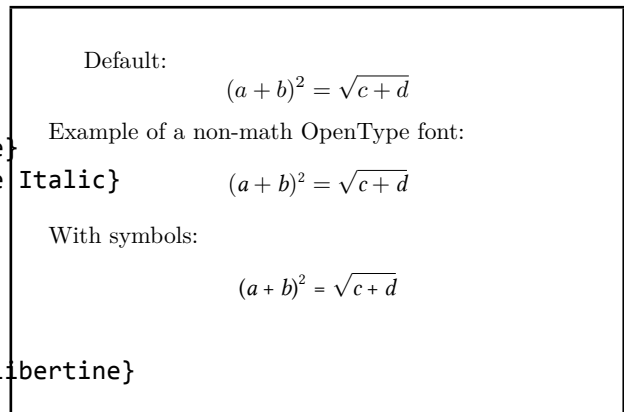 Default:
(a + b)² = √c + d
Example of a non-math OpenType font:
e}
e Italic}
(a + b)² = √c + d
With symbols:
(a + b)² = √c + d
ibertine}